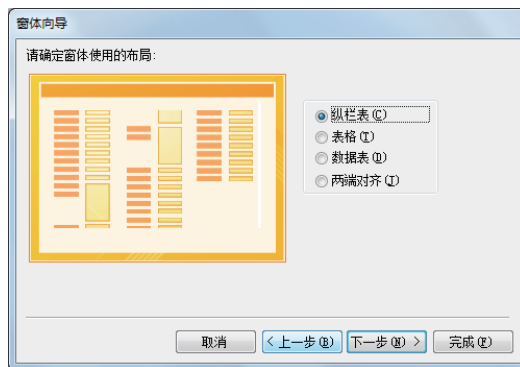 窗体向导
请确定窗体使用的布局:
纵栏表(C)
表格(T)
数据表(D)
两端对齐(J)
取消 < 上一步(B) 下一步(N) > 完成(F)